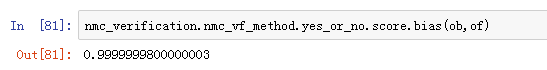 In [81]: nmc_verification.nmc_vf_method.yes_or_no.score.bias(ob,of)
Out[81]: 0.9999999800000003